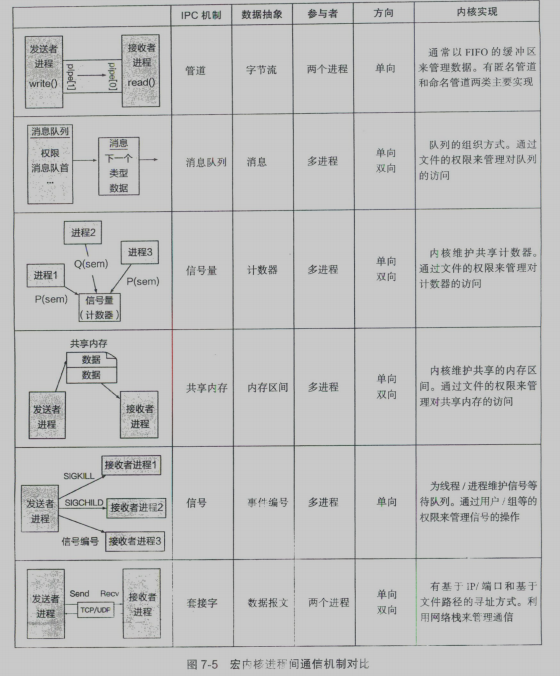 IPC 机制 数据抽象 参与者 方向 内核实现
发送者
进程
write()
pipe[1]
pipe[0]
接收者
进程
read()
管道 字节流 两个进程 单向
通常以 FIFO 的缓冲区
来管理数据。有匿名管道
和命名管道两类主要实现
消息队列
权限
消息队首
...
消息
下一个
类型
数据
消息队列 消息 多进程
单向
双向
队列的组织方式。通过
文件的权限来管理对队列
的访问
进程2
Q(sem)
进程3
进程1
P(sem)
P(sem)
信号量
(计数器)
信号量 计数器 多进程
单向
双向
内核维护共享计数器。
通过文件的权限来管理对
计数器的访问
共享内存
数据
数据
发送者
进程
接收者
进程
共享内存 内存区间 多进程
单向
双向
内核维护共享的内存区
间。通过文件的权限来管
理对共享内存的访问
接收者进程1
SIGKILL
发送者
进程
SIGCHILD
接收者进程2
信号编号
接收者进程3
信号 事件编号 多进程 单向
为线程/进程维护信号等
待队列。通过用户/组等的
权限来管理信号的操作
发送者
进程
Send Recv
TCP/UDF
接收者
进程
套接字 数据报文 两个进程
单向
双向
有基于 IP/端口和基于
文件路径的寻址方式。利
用网络栈来管理通信
图 7-5 宏内核进程间通信机制对比